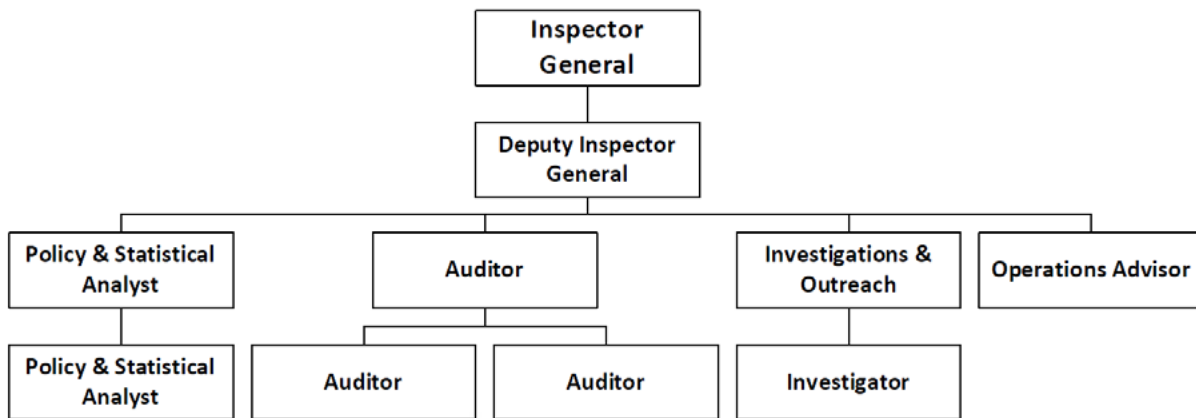 Inspector
General
Deputy Inspector
General
Policy & Statistical
Analyst
Auditor
Investigations &
Outreach
Operations Advisor
Policy & Statistical
Analyst
Auditor
Auditor
Investigator